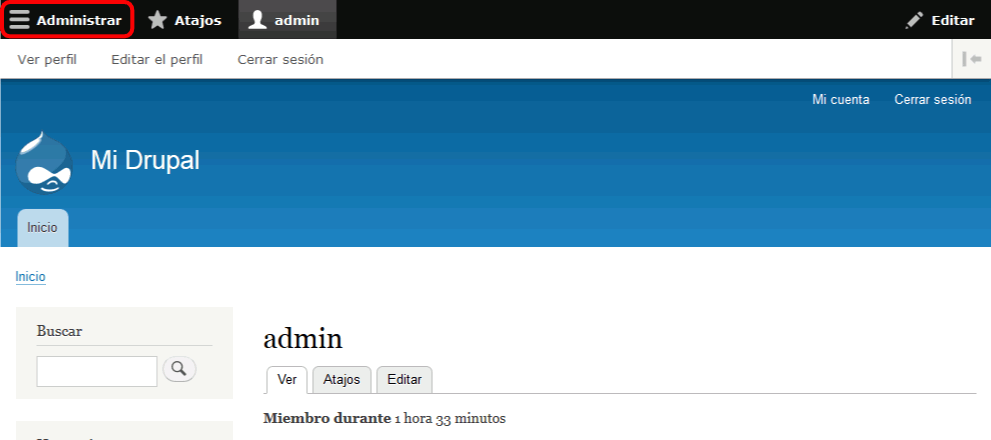 Administrar Atajos admin Editar
Ver perfil Editar el perfil Cerrar sesión
Mi cuenta Cerrar sesión
Mi Drupal
Inicio
Inicio
Buscar
admin
Ver Atajos Editar
Miembro durante 1 hora 33 minutos